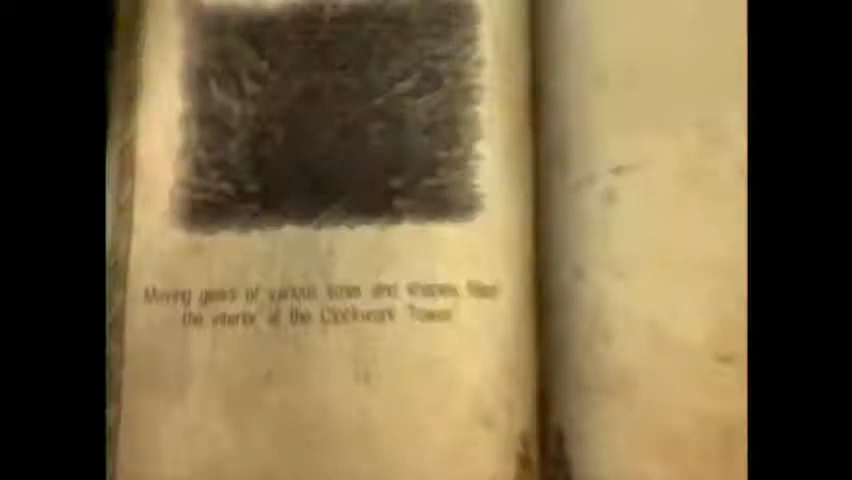 Moving gears of various sizes and shapes filled
the interior of the Clockwork Tower